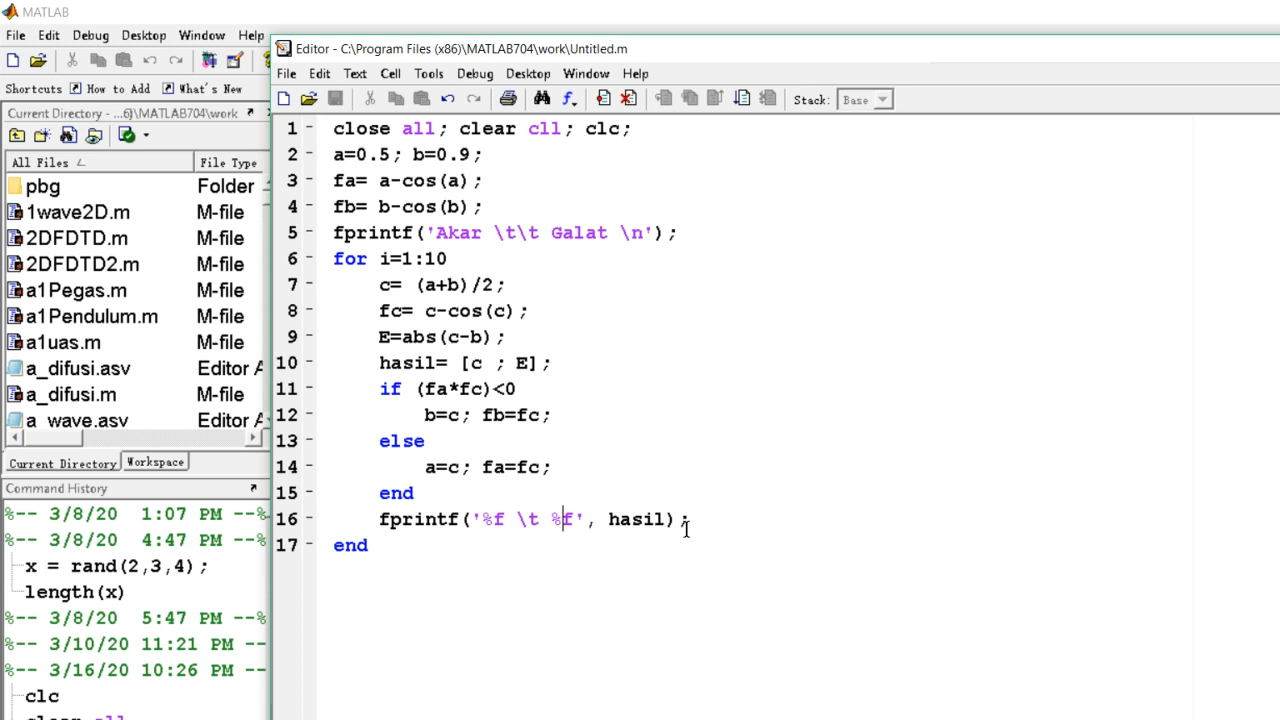 MATLAB
File Edit Debug Desktop Window Help
Shortcuts How to Add What's New
Current Directory - ...6)\MATLAB704\work
All Files File Type
pbg Folder
1wave2D.m M-file
2DFDTD.m M-file
2DFDTD2.m M-file
a1Pegas.m M-file
a1Pendulum.m M-file
a1uas.m M-file
a_difusi.asv Editor A
a_difusi.m M-file
a_wave.asv Editor A
Current Directory Workspace
Command History
%-- 3/8/20 1:07 PM --%
%-- 3/8/20 4:47 PM --%
x = rand(2,3,4);
length(x)
%-- 3/8/20 5:47 PM --%
%-- 3/10/20 11:21 PM --
%-- 3/16/20 10:26 PM --
clc
clear all
Editor - C:\Program Files (x86)\MATLAB704\work\Untitled.m
File Edit Text Cell Tools Debug Desktop Window Help
Stack: Base
1 - close all; clear cll; clc;
2 - a=0.5; b=0.9;
3 - fa= a-cos(a);
4 - fb= b-cos(b);
5 - fprintf('Akar \t\t Galat \n');
6 - for i=1:10
7 - c= (a+b)/2;
8 - fc= c-cos(c);
9 - E=abs(c-b);
10 - hasil= [c ; E];
11 - if (fa*fc)<0
12 - b=c; fb=fc;
13 - else
14 - a=c; fa=fc;
15 - end
16 - fprintf('%f \t %f', hasil);
17 - end